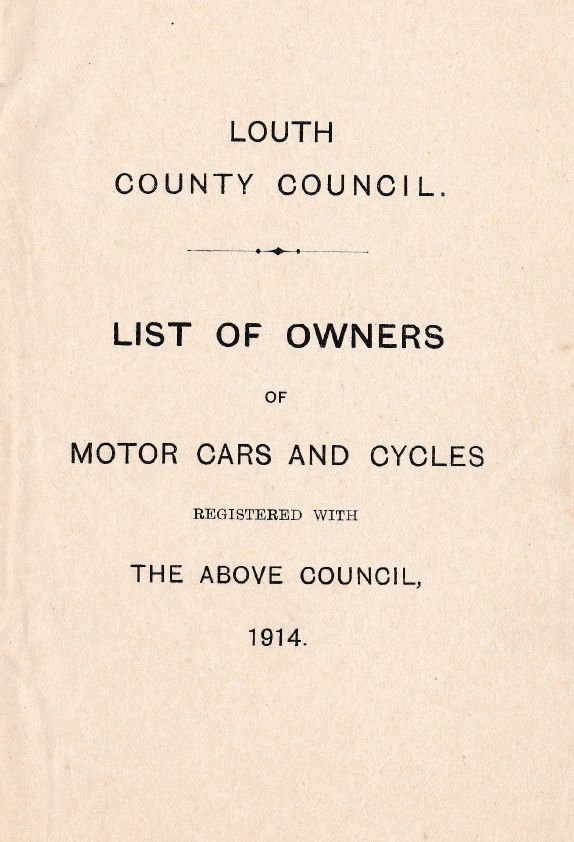 LOUTH
COUNTY COUNCIL.
LIST OF OWNERS
OF
MOTOR CARS AND CYCLES
REGISTERED WITH
THE ABOVE COUNCIL,
1914.